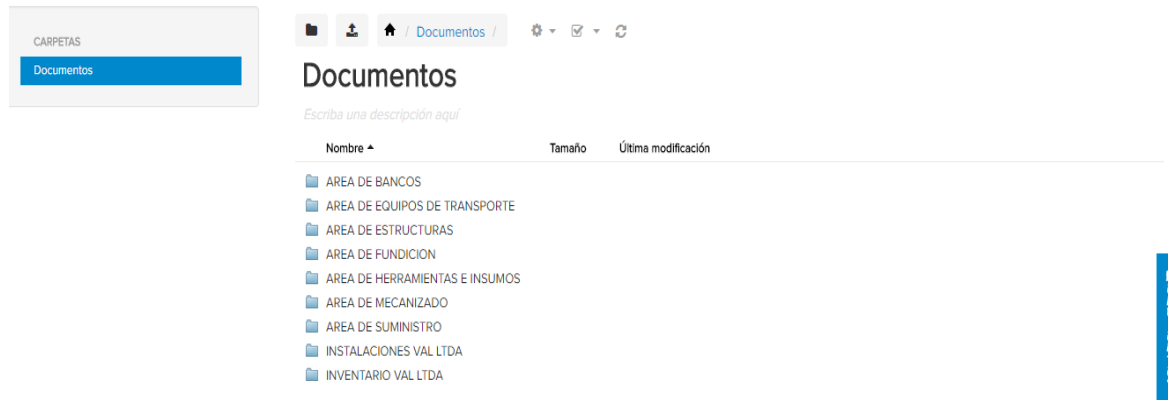 CARPETAS
Documentos
/ Documentos /
Documentos
Escriba una descripción aquí
Nombre Tamaño Última modificación
AREA DE BANCOS
AREA DE EQUIPOS DE TRANSPORTE
AREA DE ESTRUCTURAS
AREA DE FUNDICION
AREA DE HERRAMIENTAS E INSUMOS
AREA DE MECANIZADO
AREA DE SUMINISTRO
INSTALACIONES VAL LTDA
INVENTARIO VAL LTDA